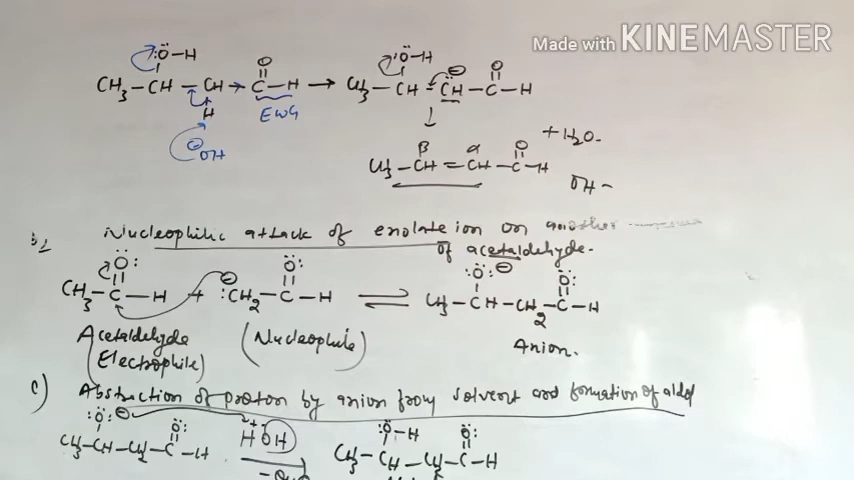 Made with KINEMASTER
:Ö-H Ö-H
CH₃-CH-CH→C-H → CH₃-CH=CH-C-H
O ⊖ O
H EWG
⊖OH
β α O + H₂O
CH₃-CH=CH-C-H
OH-
b) Nucleophilic attack of enolate ion on another
of acetaldehyde.
:Ö: Ö: :Ö:⊖ Ö:
CH₃-C-H + :CH₂-C-H ⇌ CH₃-CH-CH₂-C-H
⊖
Acetaldehyde (Nucleophile) Anion.
(Electrophile)
c) Abstraction of proton by anion from solvent and formation of aldol
:Ö:⊖ :Ö: + :Ö-H Ö:
CH₃-CH-CH₂-C-H HOH CH₃-CH-CH₂-C-H